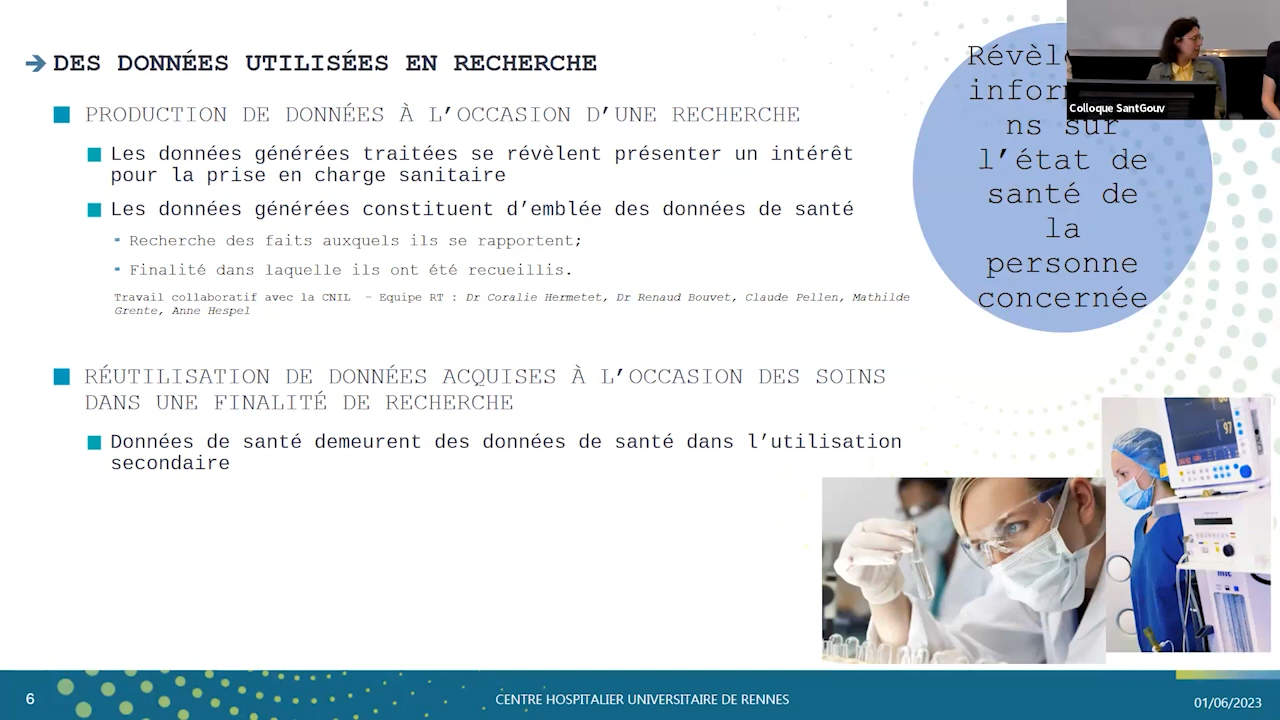 DES DONNÉES UTILISÉES EN RECHERCHE
PRODUCTION DE DONNÉES À L’OCCASION D’UNE RECHERCHE
Les données générées traitées se révèlent présenter un intérêt
pour la prise en charge sanitaire
Les données générées constituent d’emblée des données de santé
Recherche des faits auxquels ils se rapportent;
Finalité dans laquelle ils ont été recueillis.
Travail collaboratif avec la CNIL – Equipe RT : Dr Coralie Hermetet, Dr Renaud Bouvet, Claude Pellen, Mathilde
Grente, Anne Hespel
RÉUTILISATION DE DONNÉES ACQUISES À L’OCCASION DES SOINS
DANS UNE FINALITÉ DE RECHERCHE
Données de santé demeurent des données de santé dans l’utilisation
secondaire
ns sur
l’état de
santé de
la
personne
concernée
Colloque SantGouv
97
6
CENTRE HOSPITALIER UNIVERSITAIRE DE RENNES
01/06/2023